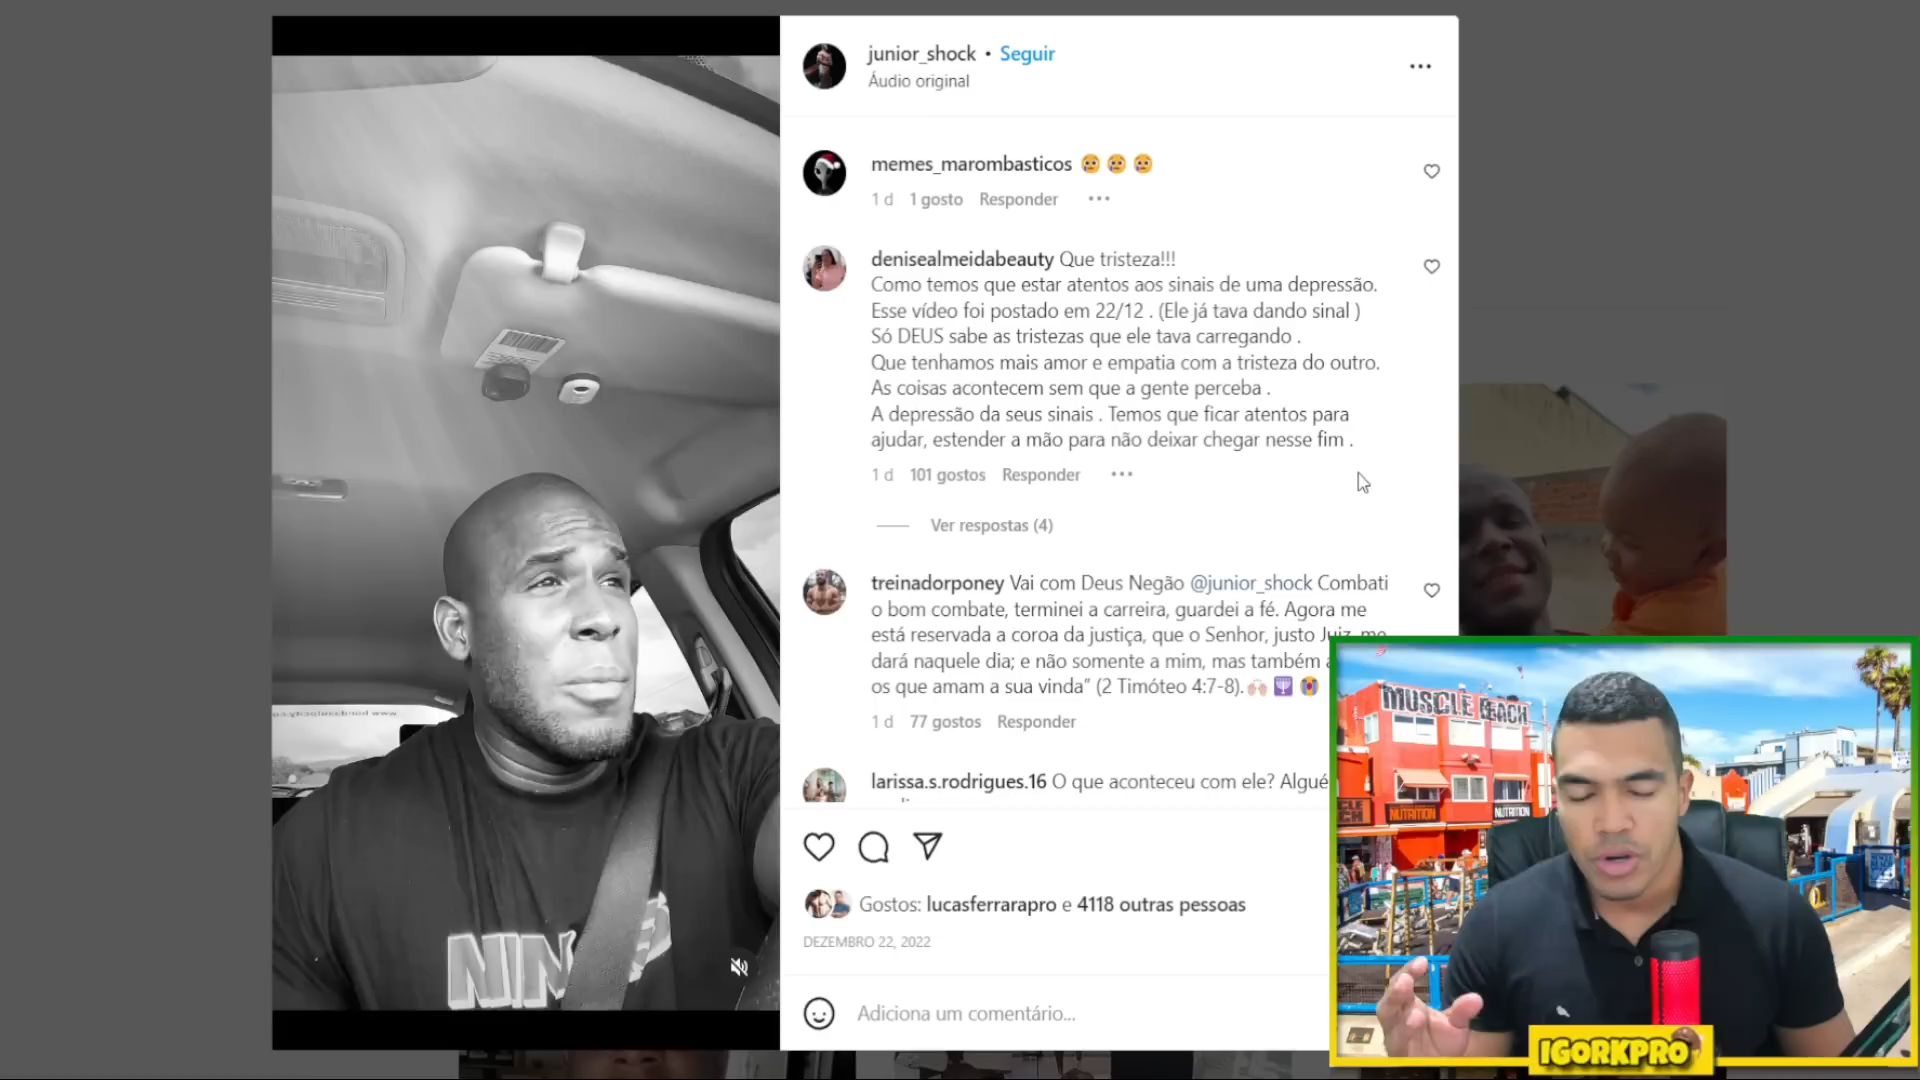 junior_shock • Seguir
Áudio original
memes_marombasticos 😢 😢 😢
1 d 1 gosto Responder
denisealmeidabeauty Que tristeza!!!
Como temos que estar atentos aos sinais de uma depressão.
Esse vídeo foi postado em 22/12 . (Ele já tava dando sinal )
Só DEUS sabe as tristezas que ele tava carregando .
Que tenhamos mais amor e empatia com a tristeza do outro.
As coisas acontecem sem que a gente perceba .
A depressão da seus sinais . Temos que ficar atentos para
ajudar, estender a mão para não deixar chegar nesse fim .
1 d 101 gostos Responder
Ver respostas (4)
treinadorponey Vai com Deus Negão @junior_shock Combati
o bom combate, terminei a carreira, guardei a fé. Agora me
está reservada a coroa da justiça, que o Senhor, justo Juiz, me
dará naquele dia; e não somente a mim, mas também
os que amam a sua vinda” (2 Timóteo 4:7-8).
1 d 77 gostos Responder
larissa.s.rodrigues.16 O que aconteceu com ele? Algué
Gostos: lucasferrarapro e 4118 outras pessoas
DEZEMBRO 22, 2022
Adiciona um comentário...
MUSCLE BEACH
NUTRITION
NUTRITION
IGORKPRO